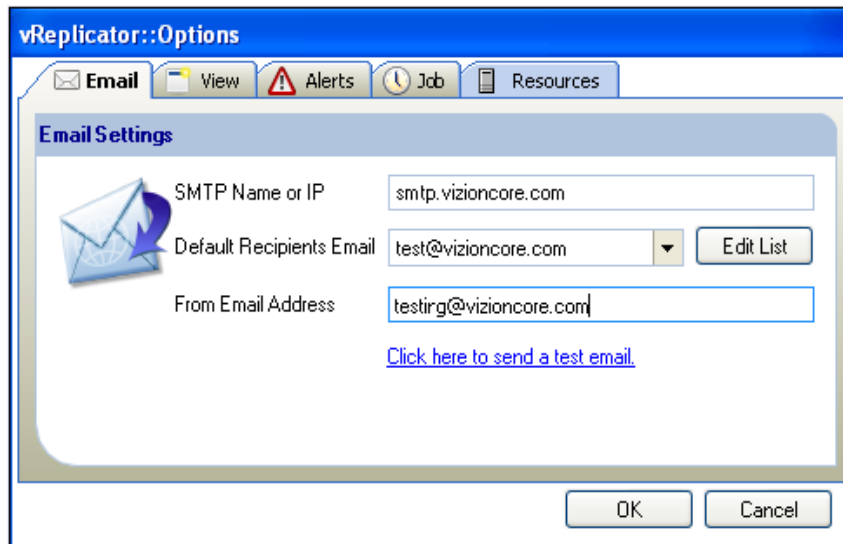 vReplicator::Options
Email View Alerts Job Resources
Email Settings
SMTP Name or IP smtp.vizioncore.com
Default Recipients Email test@vizioncore.com Edit List
From Email Address testirg@vizioncore.com
Click here to send a test email.
OK Cancel